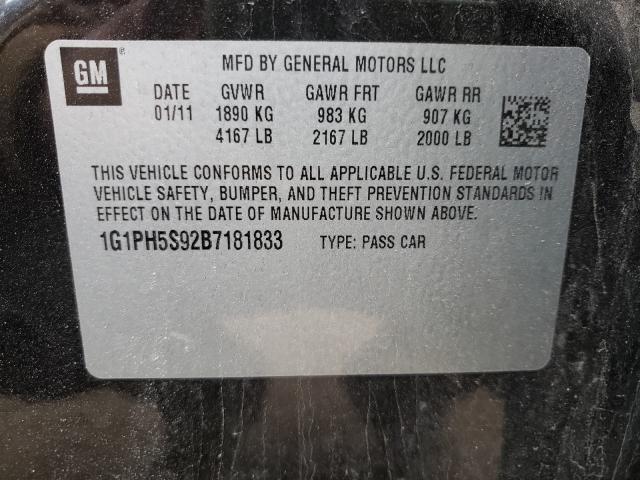 GM ®
MFD BY GENERAL MOTORS LLC
DATE GVWR GAWR FRT GAWR RR
01/11 1890 KG 983 KG 907 KG
4167 LB 2167 LB 2000 LB
THIS VEHICLE CONFORMS TO ALL APPLICABLE U.S. FEDERAL MOTOR
VEHICLE SAFETY, BUMPER, AND THEFT PREVENTION STANDARDS IN
EFFECT ON THE DATE OF MANUFACTURE SHOWN ABOVE.
1G1PH5S92B7181833 TYPE: PASS CAR